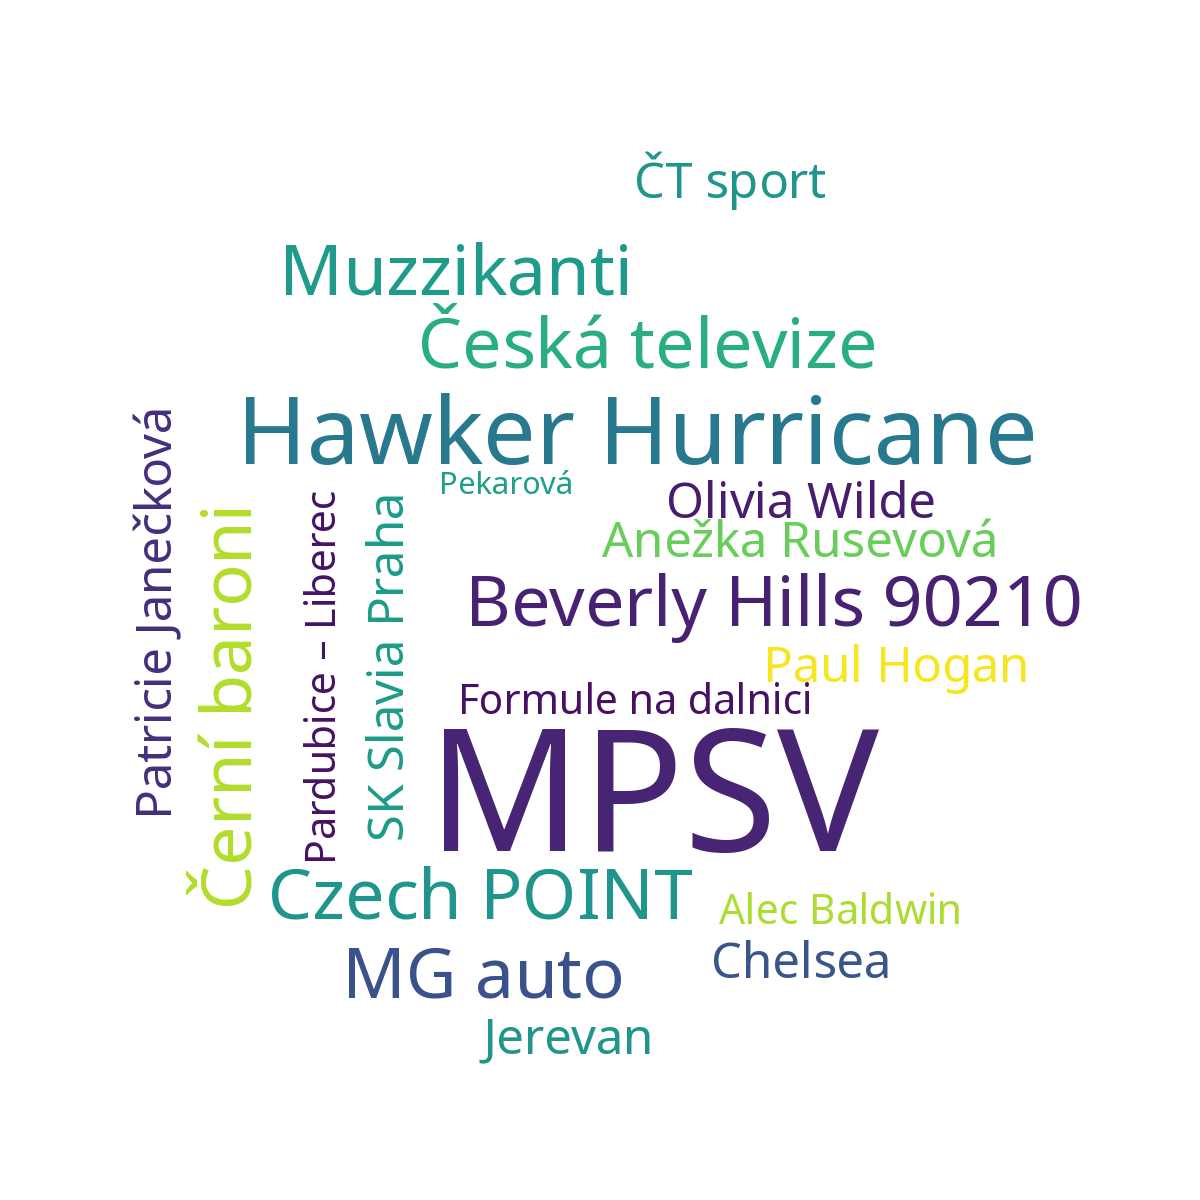 ČT sport
Muzzikanti
Česká televize
Hawker Hurricane
Pekarová
Olivia Wilde
Anežka Rusevová
Beverly Hills 90210
Paul Hogan
Formule na dalnici
MPSV
Patricie Janečková
Černí baroni
Pardubice – Liberec
SK Slavia Praha
Czech POINT
Alec Baldwin
MG auto
Chelsea
Jerevan